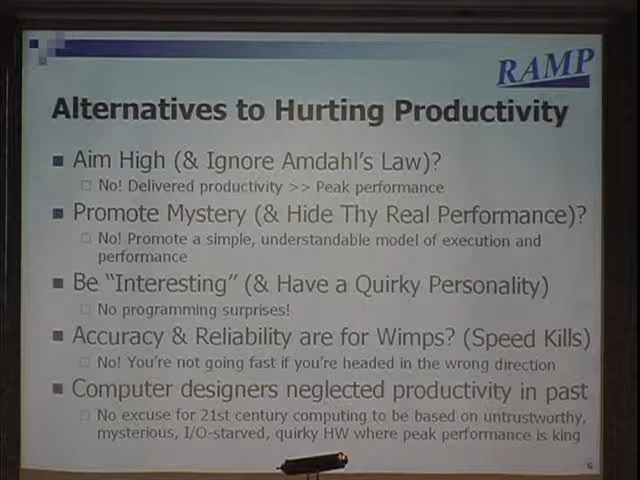 RAMP
Alternatives to Hurting Productivity
Aim High (& Ignore Amdahl's Law)?
No! Delivered productivity >> Peak performance
Promote Mystery (& Hide Thy Real Performance)?
No! Promote a simple, understandable model of execution and
performance
Be "Interesting" (& Have a Quirky Personality)
No programming surprises!
Accuracy & Reliability are for Wimps? (Speed Kills)
No! You're not going fast if you're headed in the wrong direction
Computer designers neglected productivity in past
No excuse for 21st century computing to be based on untrustworthy,
mysterious, I/O-starved, quirky HW where peak performance is king